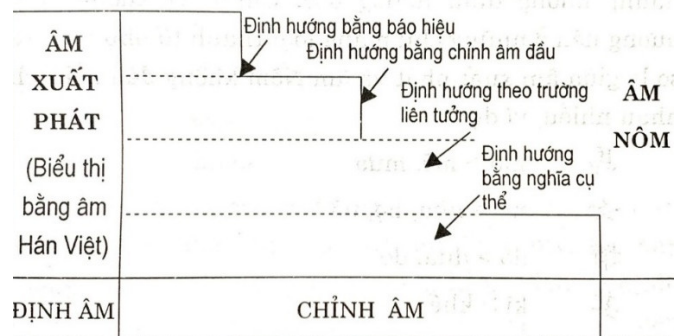 ÂM
XUẤT
PHÁT
(Biểu thị
bằng âm
Hán Việt)
Định hướng bằng báo hiệu
Định hướng bằng chỉnh âm đầu
Định hướng theo trường
liên tưởng
Định hướng
bằng nghĩa cụ
thể
ÂM
NÔM
ĐỊNH ÂM
CHỈNH ÂM